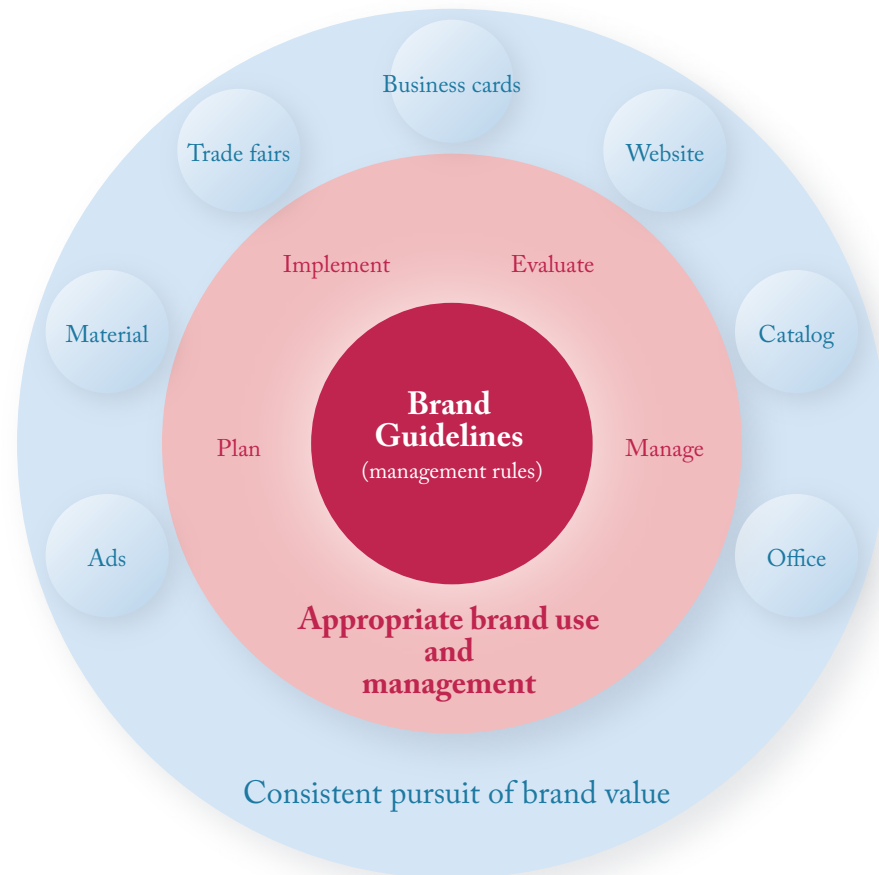 Business cards
Trade fairs
Website
Implement
Evaluate
Material
Catalog
Brand
Guidelines
(management rules)
Plan
Manage
Ads
Office
Appropriate brand use
and
management
Consistent pursuit of brand value